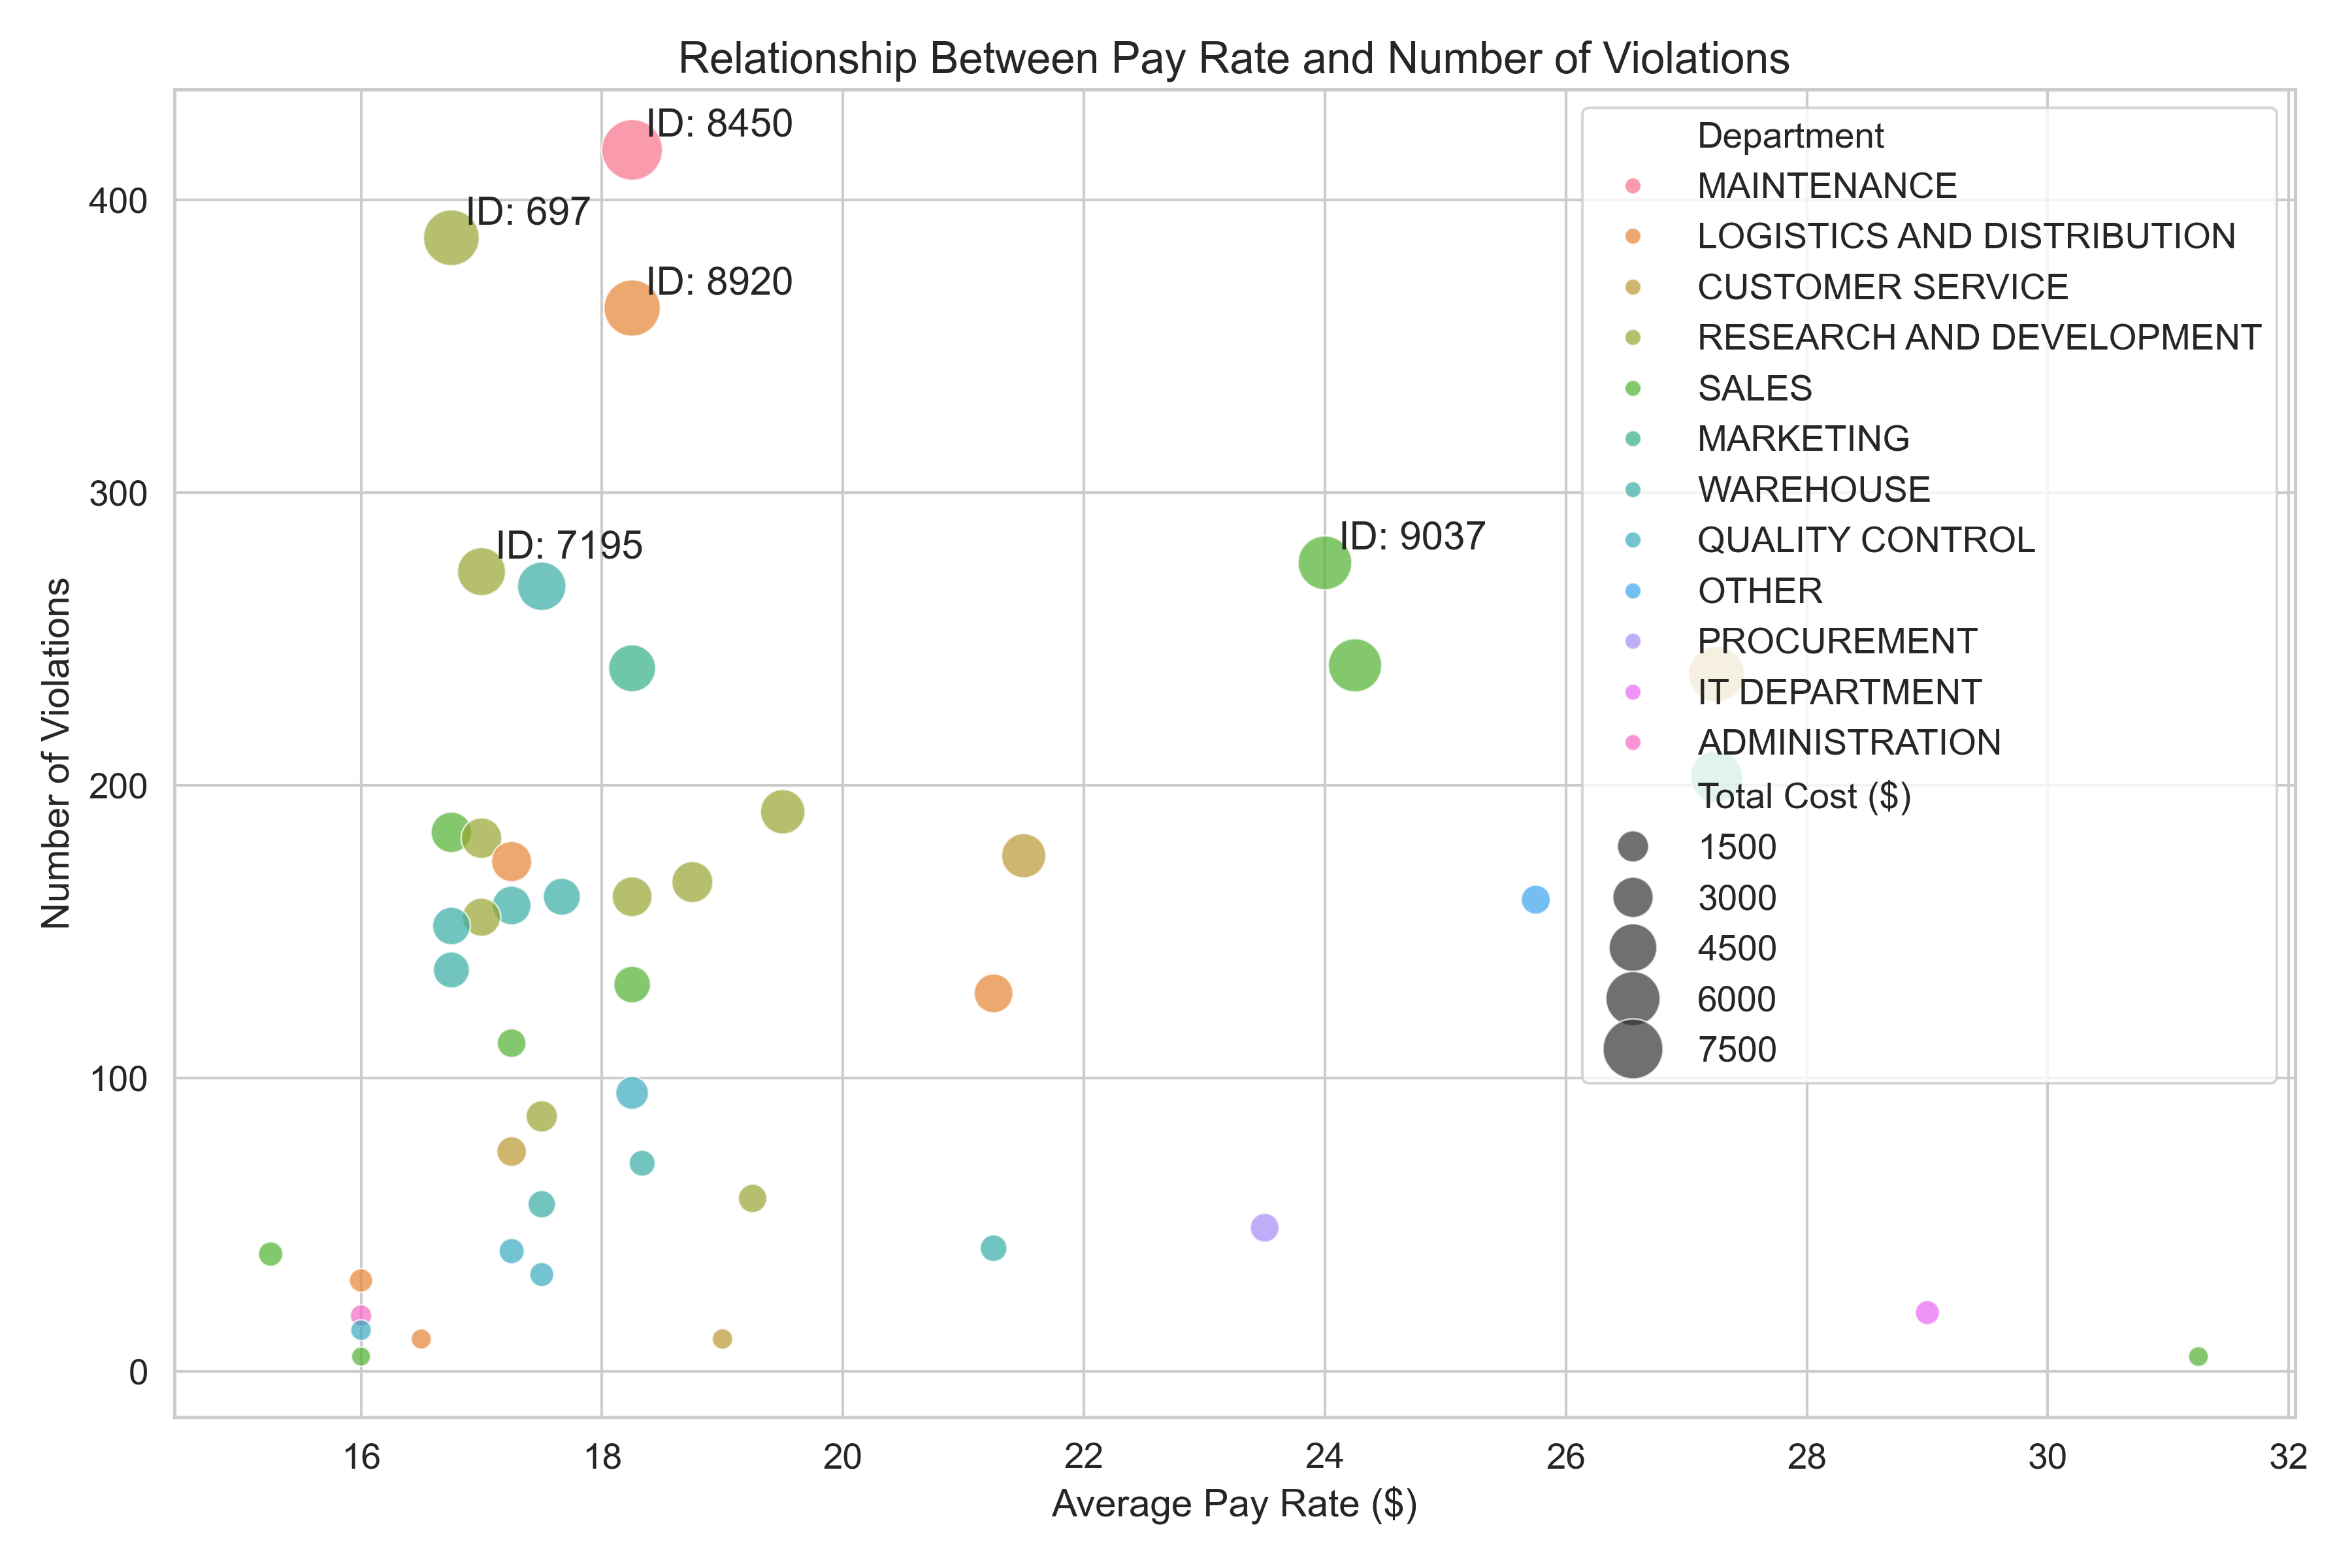 Relationship Between Pay Rate and Number of Violations
ID: 8450
ID: 697
ID: 8920
ID: 7195
ID: 9037
Department
MAINTENANCE
LOGISTICS AND DISTRIBUTION
CUSTOMER SERVICE
RESEARCH AND DEVELOPMENT
SALES
MARKETING
WAREHOUSE
QUALITY CONTROL
OTHER
PROCUREMENT
IT DEPARTMENT
ADMINISTRATION
Total Cost ($)
1500
3000
4500
6000
7500
Number of Violations
400
300
200
100
0
16 18 20 22 24 26 28 30 32
Average Pay Rate ($)